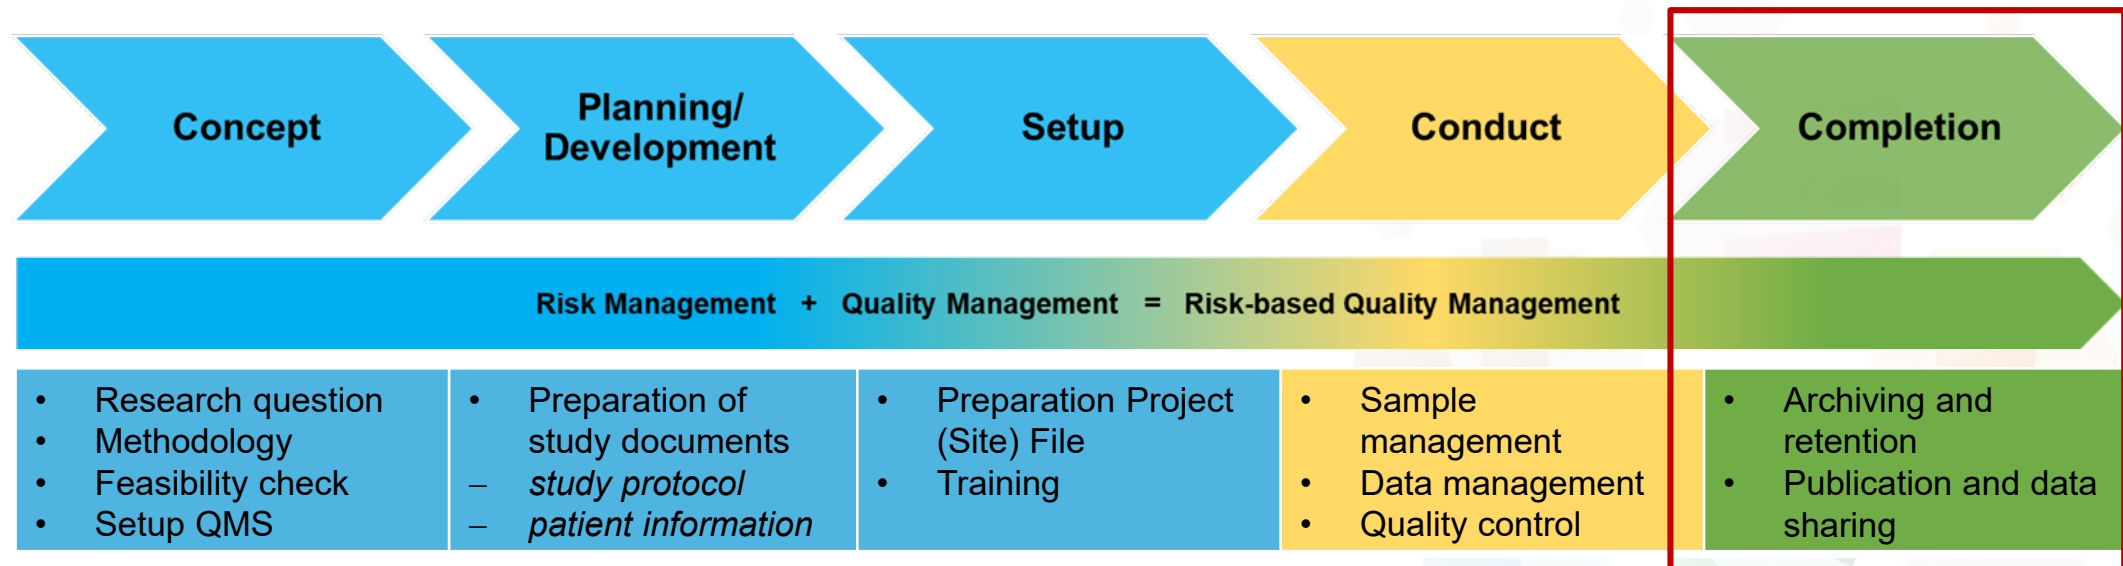 Concept
Planning/
Development
Setup
Conduct
Completion
Risk Management + Quality Management = Risk-based Quality Management
• Research question
• Methodology
• Feasibility check
• Setup QMS
• Preparation of
study documents
– study protocol
– patient information
• Preparation Project
(Site) File
• Training
• Sample
management
• Data management
• Quality control
• Archiving and
retention
• Publication and data
sharing